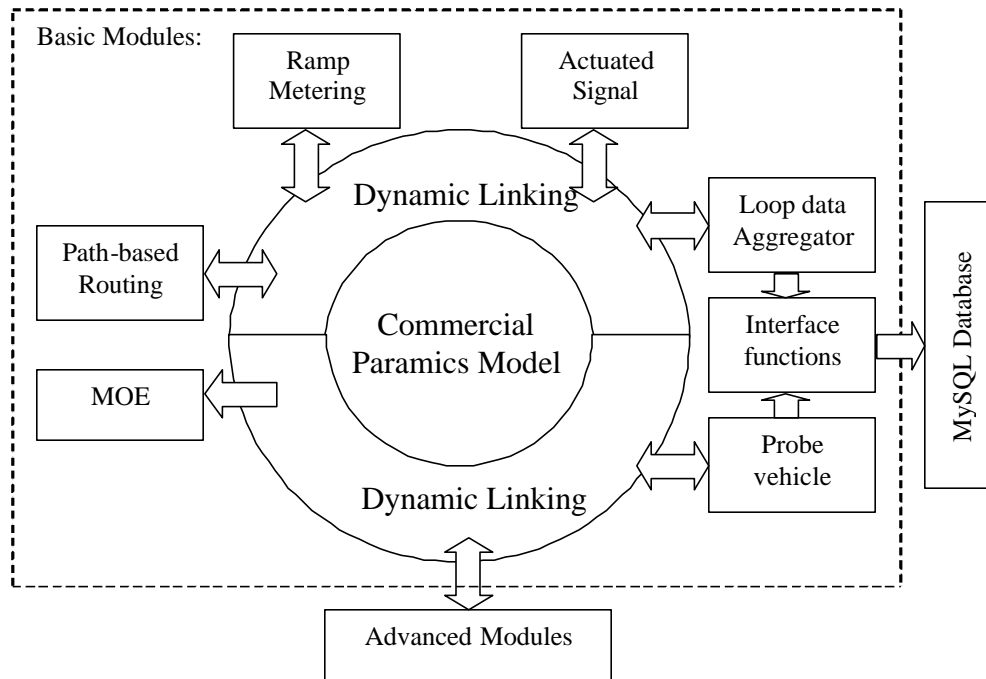 Basic Modules:
Ramp
Metering
Actuated
Signal
Dynamic Linking
Loop data
Aggregator
Path-based
Routing
Commercial
Paramics Model
Interface
functions
MySQL Database
MOE
Probe
vehicle
Dynamic Linking
Advanced Modules